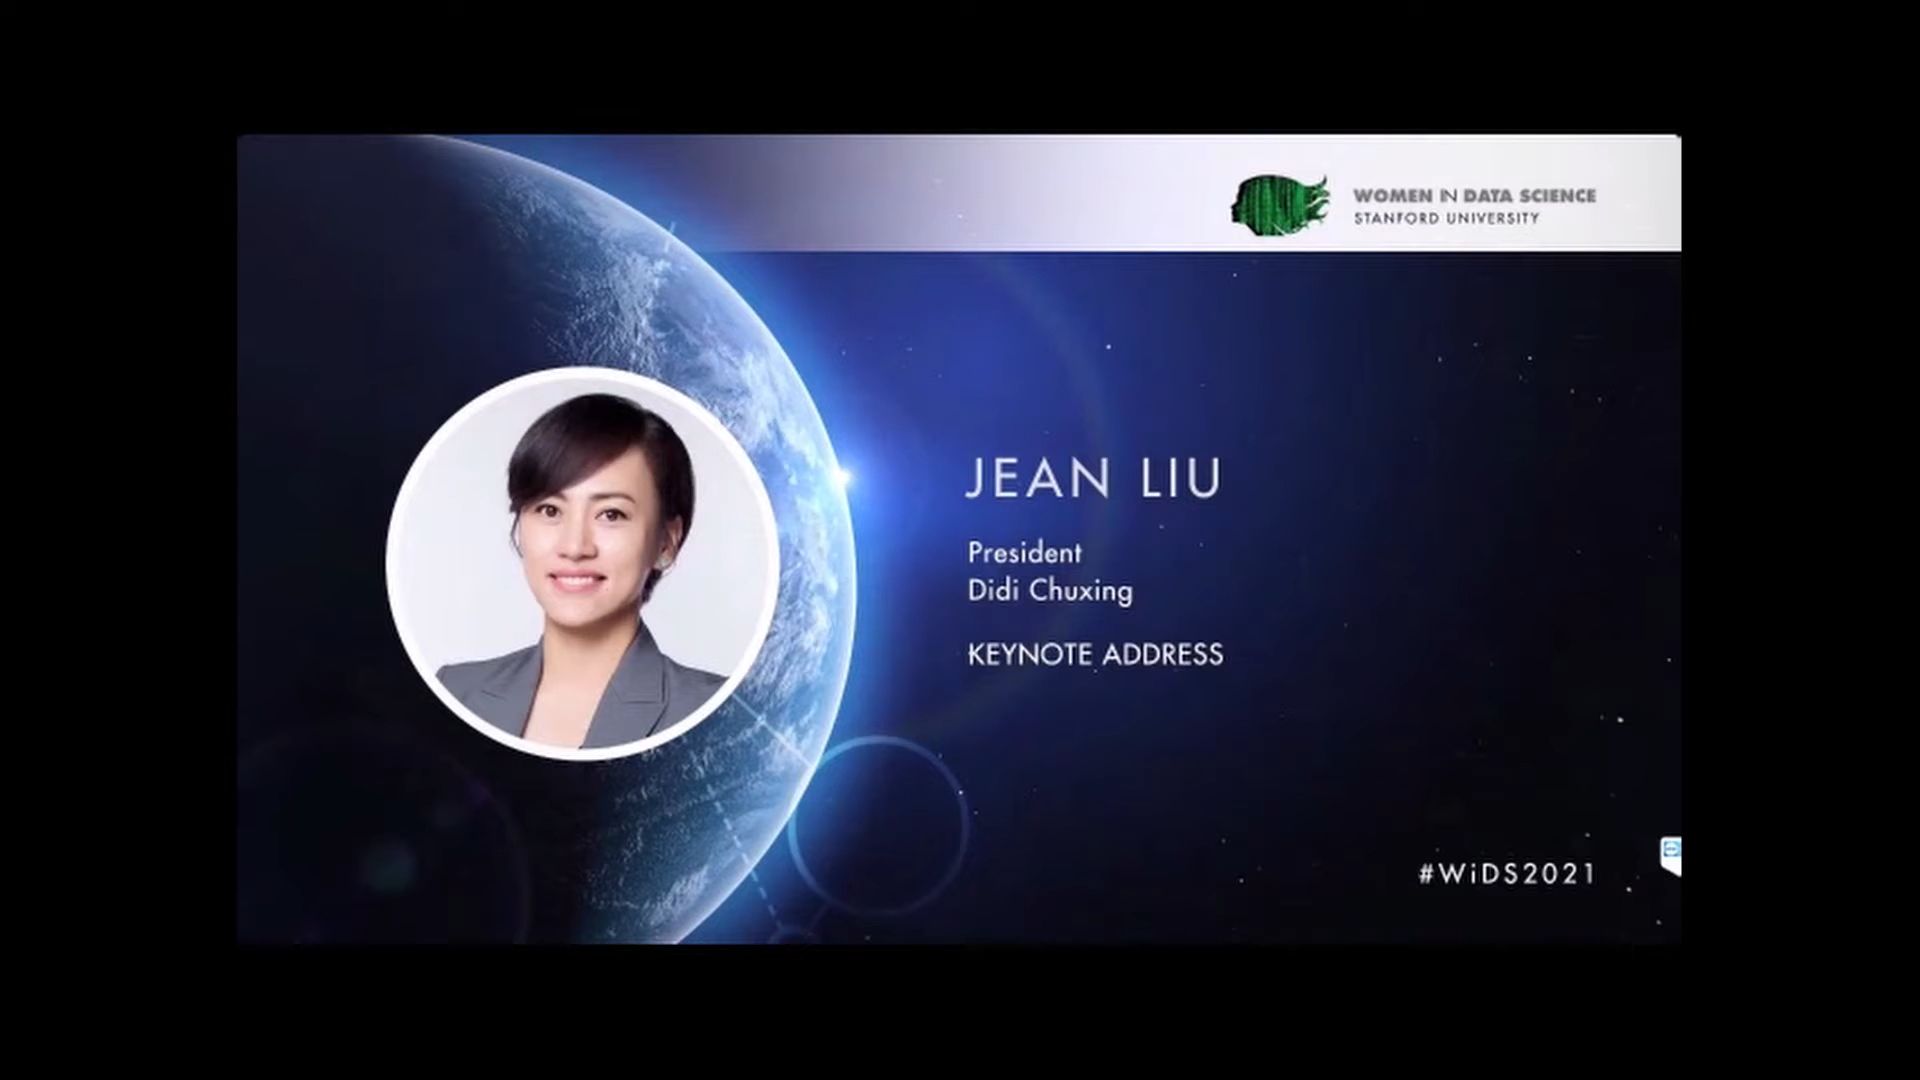 WOMEN IN DATA SCIENCE
STANFORD UNIVERSITY
JEAN LIU
President
Didi Chuxing
KEYNOTE ADDRESS
#WiDS2021